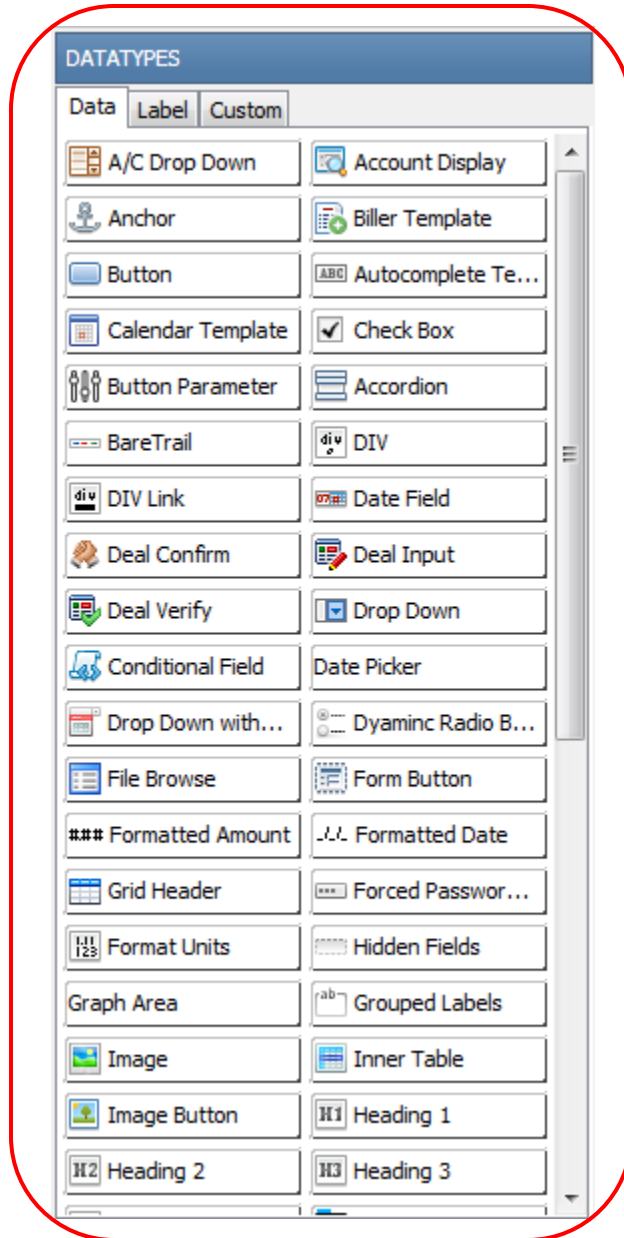 DATATYPES
Data Label Custom
A/C Drop Down Account Display
Anchor Biller Template
Button ABC Autocomplete Te...
Calendar Template Check Box
Button Parameter Accordion
BareTrail div DIV
div DIV Link 07 Date Field
Deal Confirm Deal Input
Deal Verify Drop Down
Conditional Field Date Picker
Drop Down with... Dyaminc Radio B...
File Browse Form Button
### Formatted Amount -/-/- Formatted Date
Grid Header Forced Passwor...
123 Format Units Hidden Fields
Graph Area ab Grouped Labels
Image Inner Table
Image Button H1 Heading 1
H2 Heading 2 H3 Heading 3